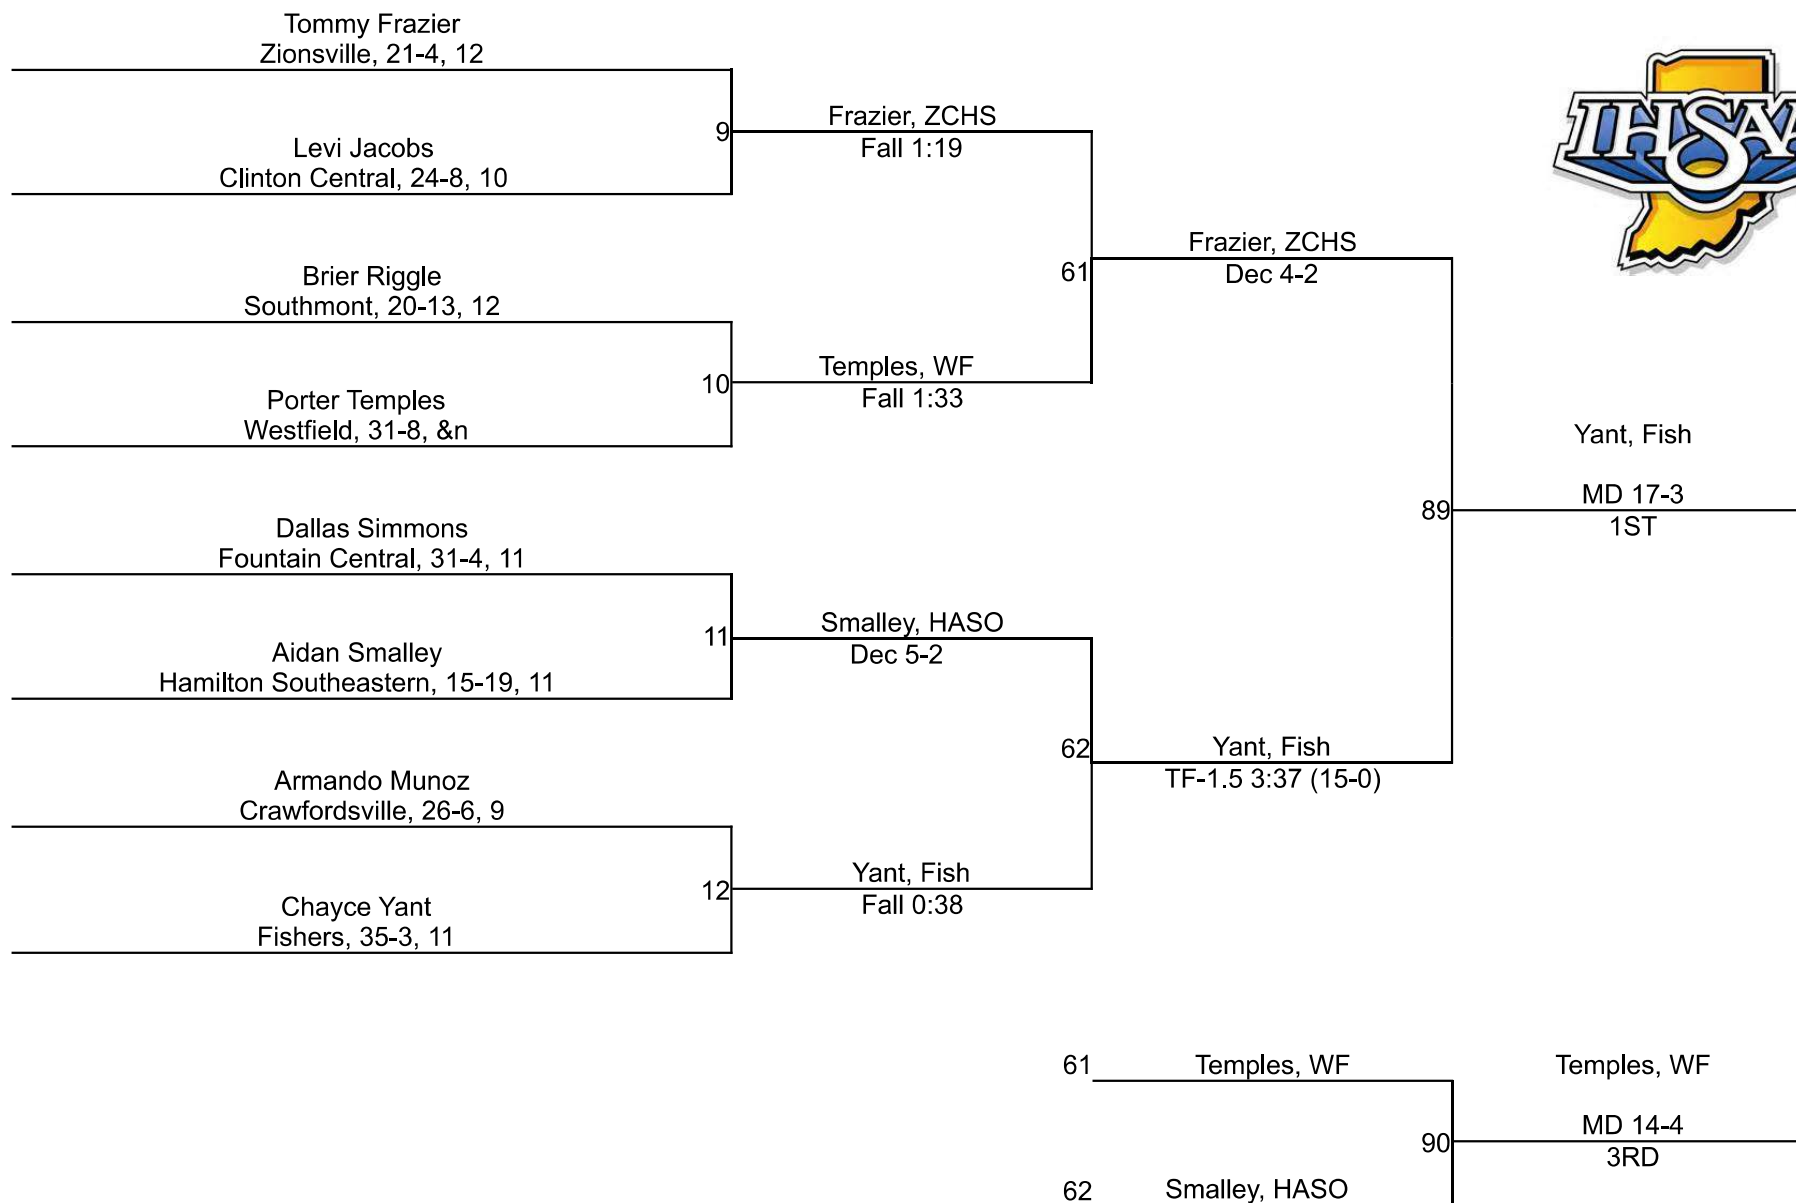 Tommy Frazier
Zionsville, 21-4, 12
Levi Jacobs
Clinton Central, 24-8, 10
9
Frazier, ZCHS
Fall 1:19
Brier Riggle
Southmont, 20-13, 12
Porter Temples
Westfield, 31-8, &n
10
Temples, WF
Fall 1:33
61
Frazier, ZCHS
Dec 4-2
Dallas Simmons
Fountain Central, 31-4, 11
Aidan Smalley
Hamilton Southeastern, 15-19, 11
11
Smalley, HASO
Dec 5-2
Armando Munoz
Crawfordsville, 26-6, 9
Chayce Yant
Fishers, 35-3, 11
12
Yant, Fish
Fall 0:38
62
Yant, Fish
TF-1.5 3:37 (15-0)
89
Yant, Fish
MD 17-3
1ST
IHSAA
61
Temples, WF
62
Smalley, HASO
90
Temples, WF
MD 14-4
3RD